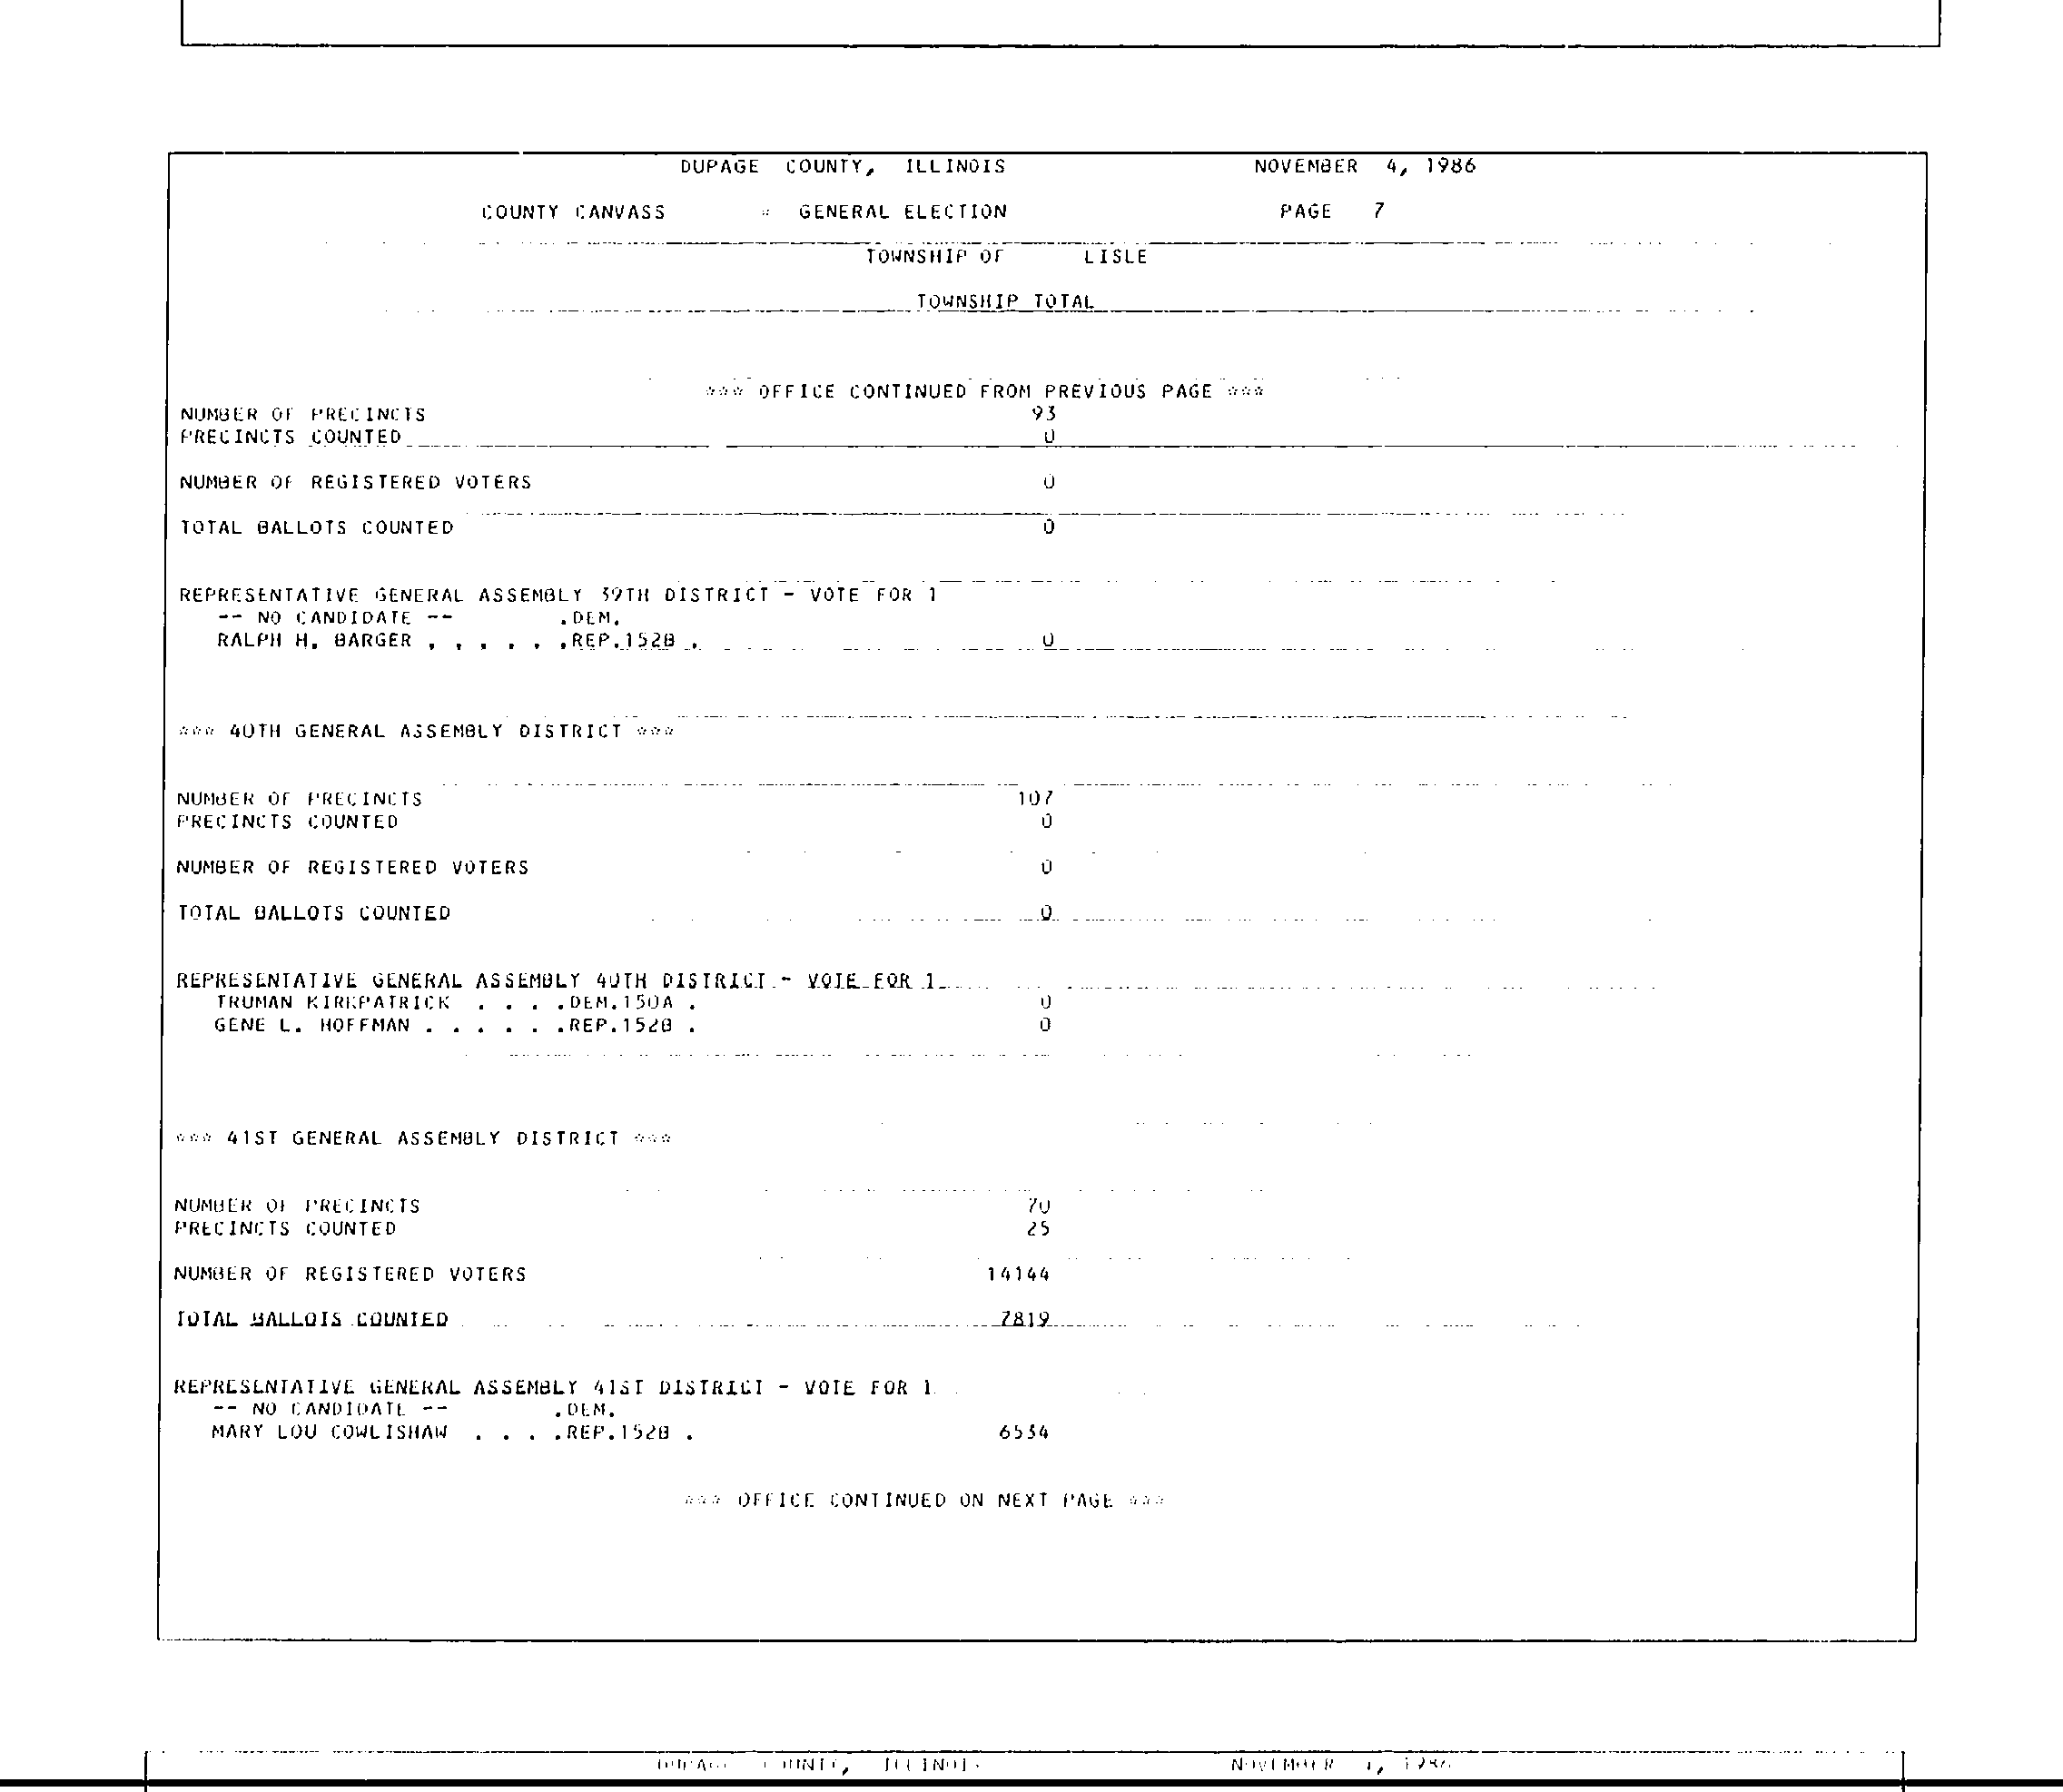 DUPAGE COUNTY, ILLINOIS NOVEMBER 4, 1986
COUNTY CANVASS GENERAL ELECTION PAGE 7
TOWNSHIP OF LISLE
TOWNSHIP TOTAL
*** OFFICE CONTINUED FROM PREVIOUS PAGE ***
NUMBER OF PRECINCTS 93
PRECINCTS COUNTED 0
NUMBER OF REGISTERED VOTERS 0
TOTAL BALLOTS COUNTED 0
REPRESENTATIVE GENERAL ASSEMBLY 39TH DISTRICT - VOTE FOR 1
-- NO CANDIDATE -- .DEM.
RALPH H. BARGER . . . . . .REP.152B . 0
*** 40TH GENERAL ASSEMBLY DISTRICT ***
NUMBER OF PRECINCTS 107
PRECINCTS COUNTED 0
NUMBER OF REGISTERED VOTERS 0
TOTAL BALLOTS COUNTED 0
REPRESENTATIVE GENERAL ASSEMBLY 40TH DISTRICT - VOTE FOR 1
TRUMAN KIRKPATRICK . . . .DEM.150A . 0
GENE L. HOFFMAN . . . . . .REP.152B . 0
*** 41ST GENERAL ASSEMBLY DISTRICT ***
NUMBER OF PRECINCTS 70
PRECINCTS COUNTED 25
NUMBER OF REGISTERED VOTERS 14144
TOTAL BALLOTS COUNTED 7819
REPRESENTATIVE GENERAL ASSEMBLY 41ST DISTRICT - VOTE FOR 1
-- NO CANDIDATE -- .DEM.
MARY LOU COWLISHAW . . . .REP.152B . 6534
*** OFFICE CONTINUED ON NEXT PAGE ***
DUPAGE COUNTY, ILLINOIS NOVEMBER 4, 1986